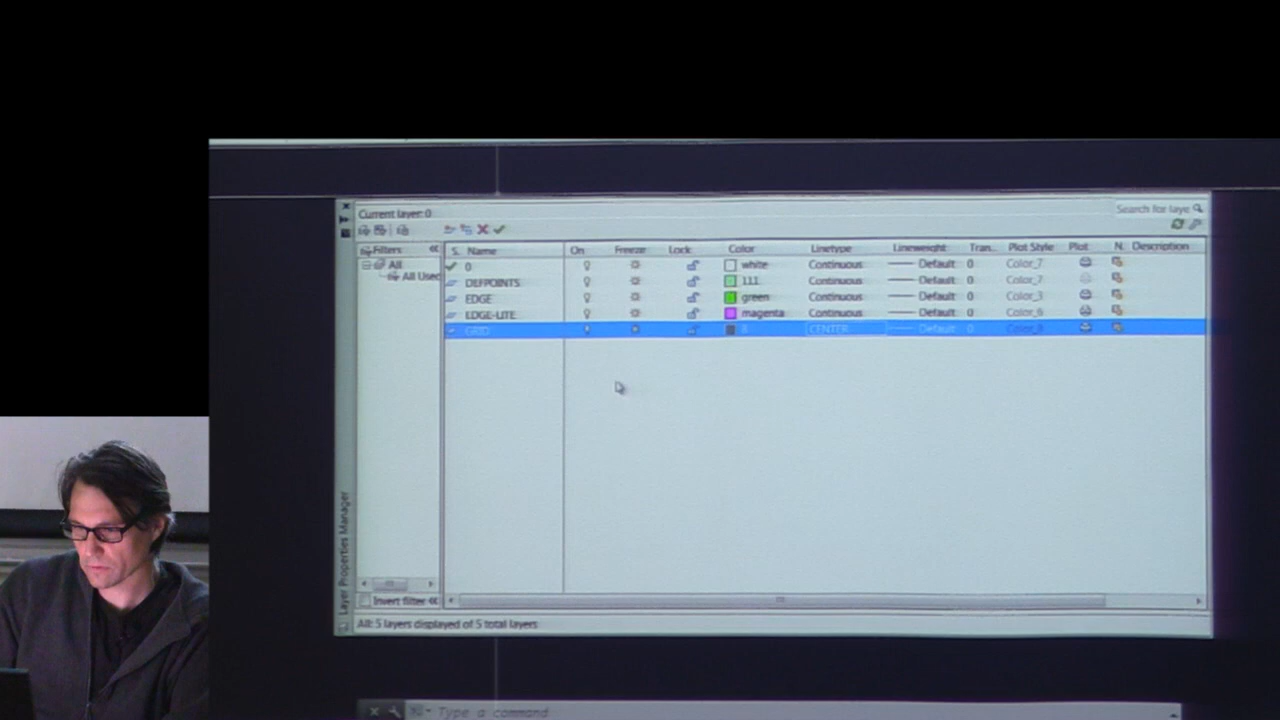 Current layer: 0
Search for laye
Filters
All
All Used
S. Name On Freeze Lock Color Linetype Lineweight Tran... Plot Style Plot N. Description
0 white Continuous Default 0 Color_7
DEFPOINTS 111 Continuous Default 0 Color_7
EDGE green Continuous Default 0 Color_3
EDGE-LITE magenta Continuous Default 0 Color_6
GRID 8 CENTER Default 0 Color_8
Invert filter
All: 5 layers displayed of 5 total layers
Layer Properties Manager
Type a command